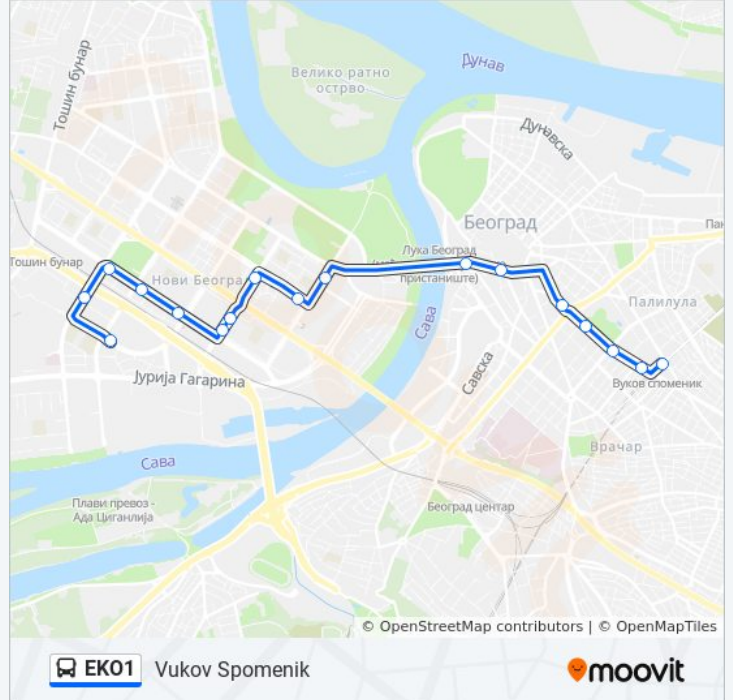 Дунав
Велико ратно
острво
Тошин бунар
Дунавска
Београд
Тошин бунар
Лука Београд
пристаниште)
Нови Београ
Палилула
Сава
Вуков споменик
Јурија Гагарина
Савска
Врачар
Сава
Плави превоз -
Ада Циганлија
Београд центар
© OpenStreetMap contributors | © OpenMapTiles
EKO1 Vukov Spomenik
moovit